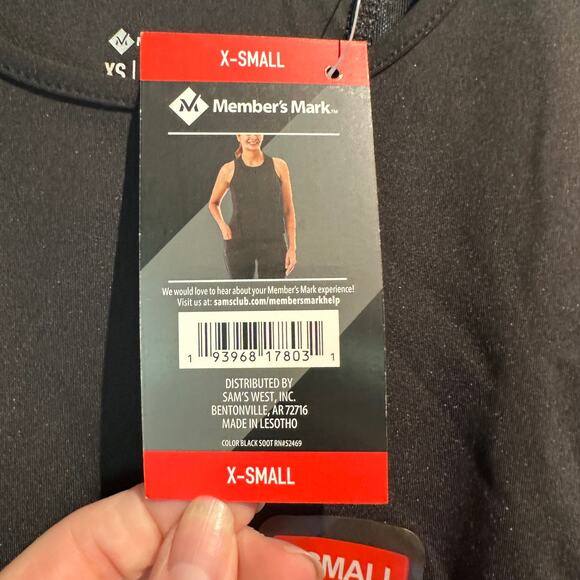 XS
X-SMALL
Member's Mark™
We would love to hear about your Member's Mark experience!
Visit us at: samsclub.com/membersmarkhelp
1 93968 17803 1
DISTRIBUTED BY
SAM'S WEST, INC.
BENTONVILLE, AR 72716
MADE IN LESOTHO
COLOR BLACK SOOT RN#52469
X-SMALL
SMALL